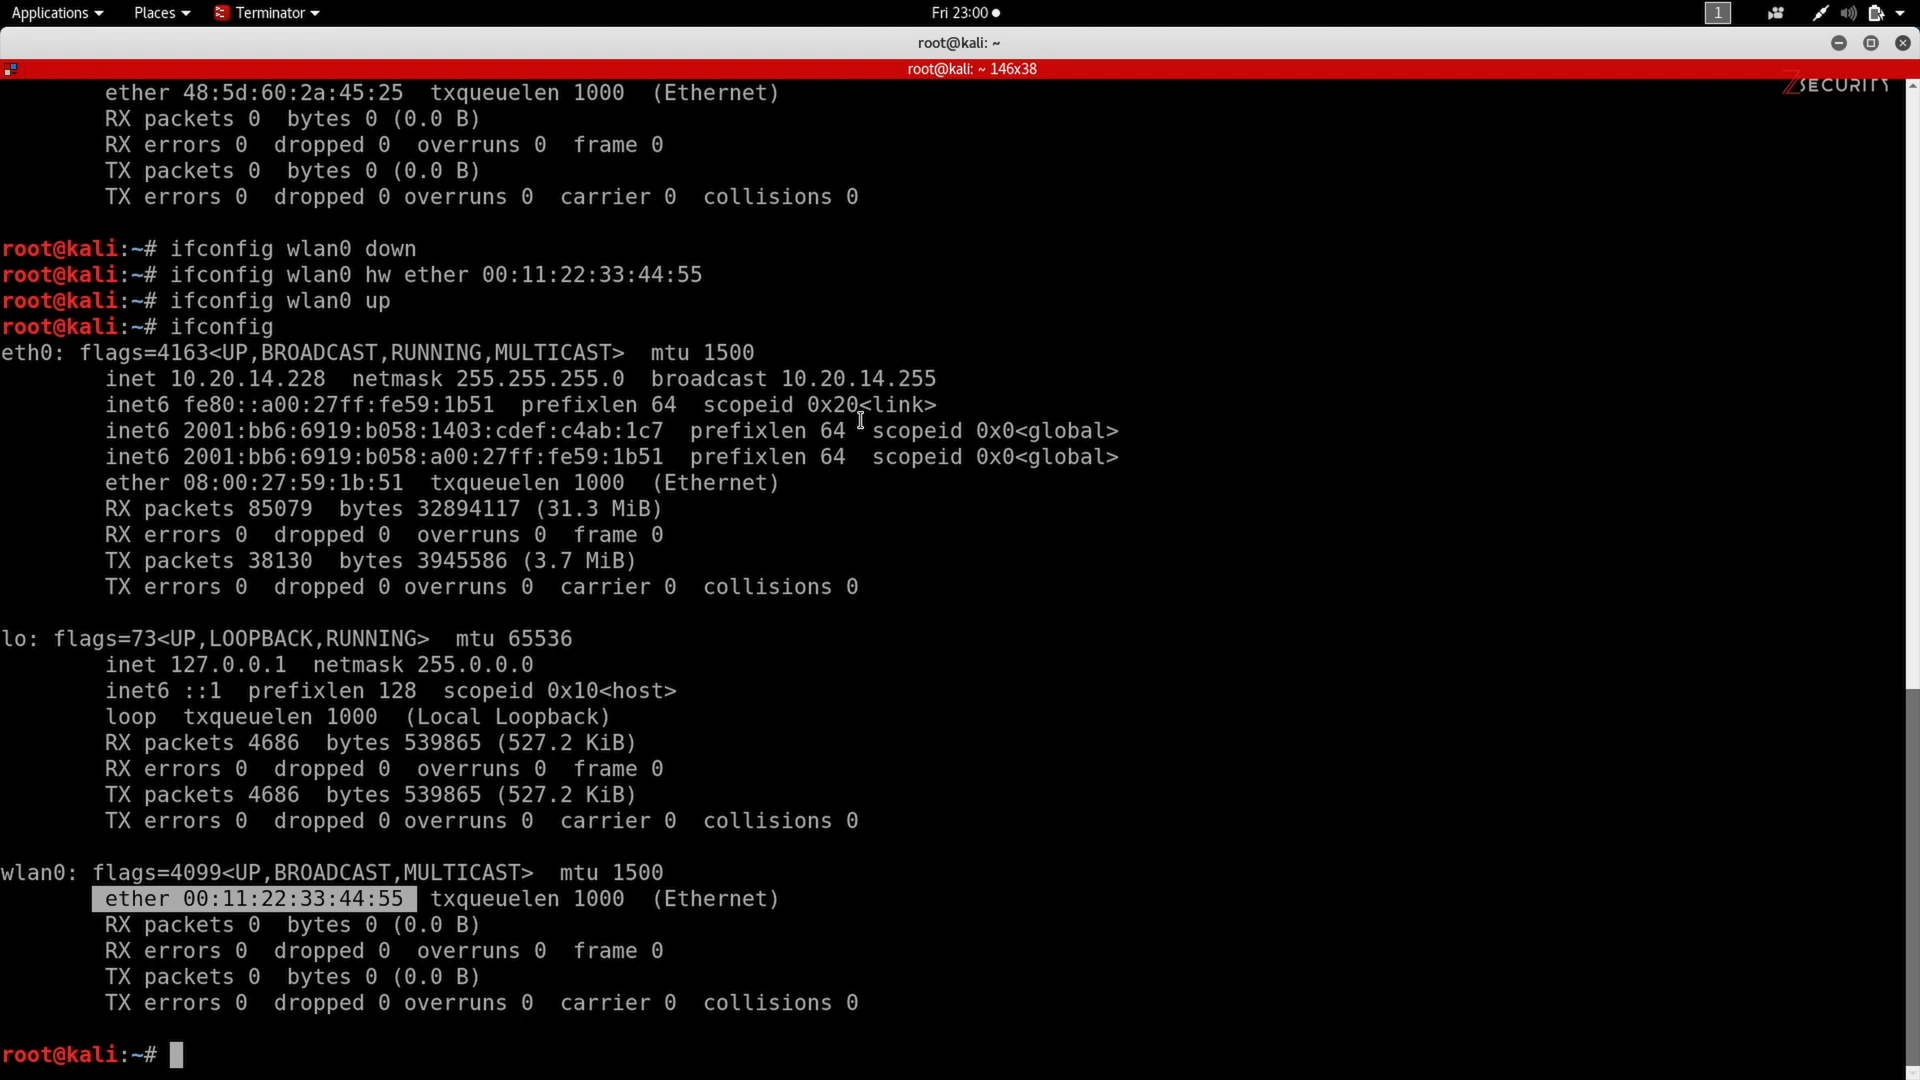 Applications Places Terminator Fri 23:00 1
root@kali: ~
root@kali: ~ 146x38
ZSECURITY
ether 48:5d:60:2a:45:25 txqueuelen 1000 (Ethernet)
RX packets 0 bytes 0 (0.0 B)
RX errors 0 dropped 0 overruns 0 frame 0
TX packets 0 bytes 0 (0.0 B)
TX errors 0 dropped 0 overruns 0 carrier 0 collisions 0
root@kali:~# ifconfig wlan0 down
root@kali:~# ifconfig wlan0 hw ether 00:11:22:33:44:55
root@kali:~# ifconfig wlan0 up
root@kali:~# ifconfig
eth0: flags=4163<UP,BROADCAST,RUNNING,MULTICAST> mtu 1500
inet 10.20.14.228 netmask 255.255.255.0 broadcast 10.20.14.255
inet6 fe80::a00:27ff:fe59:1b51 prefixlen 64 scopeid 0x20<link>
inet6 2001:bb6:6919:b058:1403:cdef:c4ab:1c7 prefixlen 64 scopeid 0x0<global>
inet6 2001:bb6:6919:b058:a00:27ff:fe59:1b51 prefixlen 64 scopeid 0x0<global>
ether 08:00:27:59:1b:51 txqueuelen 1000 (Ethernet)
RX packets 85079 bytes 32894117 (31.3 MiB)
RX errors 0 dropped 0 overruns 0 frame 0
TX packets 38130 bytes 3945586 (3.7 MiB)
TX errors 0 dropped 0 overruns 0 carrier 0 collisions 0
lo: flags=73<UP,LOOPBACK,RUNNING> mtu 65536
inet 127.0.0.1 netmask 255.0.0.0
inet6 ::1 prefixlen 128 scopeid 0x10<host>
loop txqueuelen 1000 (Local Loopback)
RX packets 4686 bytes 539865 (527.2 KiB)
RX errors 0 dropped 0 overruns 0 frame 0
TX packets 4686 bytes 539865 (527.2 KiB)
TX errors 0 dropped 0 overruns 0 carrier 0 collisions 0
wlan0: flags=4099<UP,BROADCAST,MULTICAST> mtu 1500
ether 00:11:22:33:44:55 txqueuelen 1000 (Ethernet)
RX packets 0 bytes 0 (0.0 B)
RX errors 0 dropped 0 overruns 0 frame 0
TX packets 0 bytes 0 (0.0 B)
TX errors 0 dropped 0 overruns 0 carrier 0 collisions 0
root@kali:~#